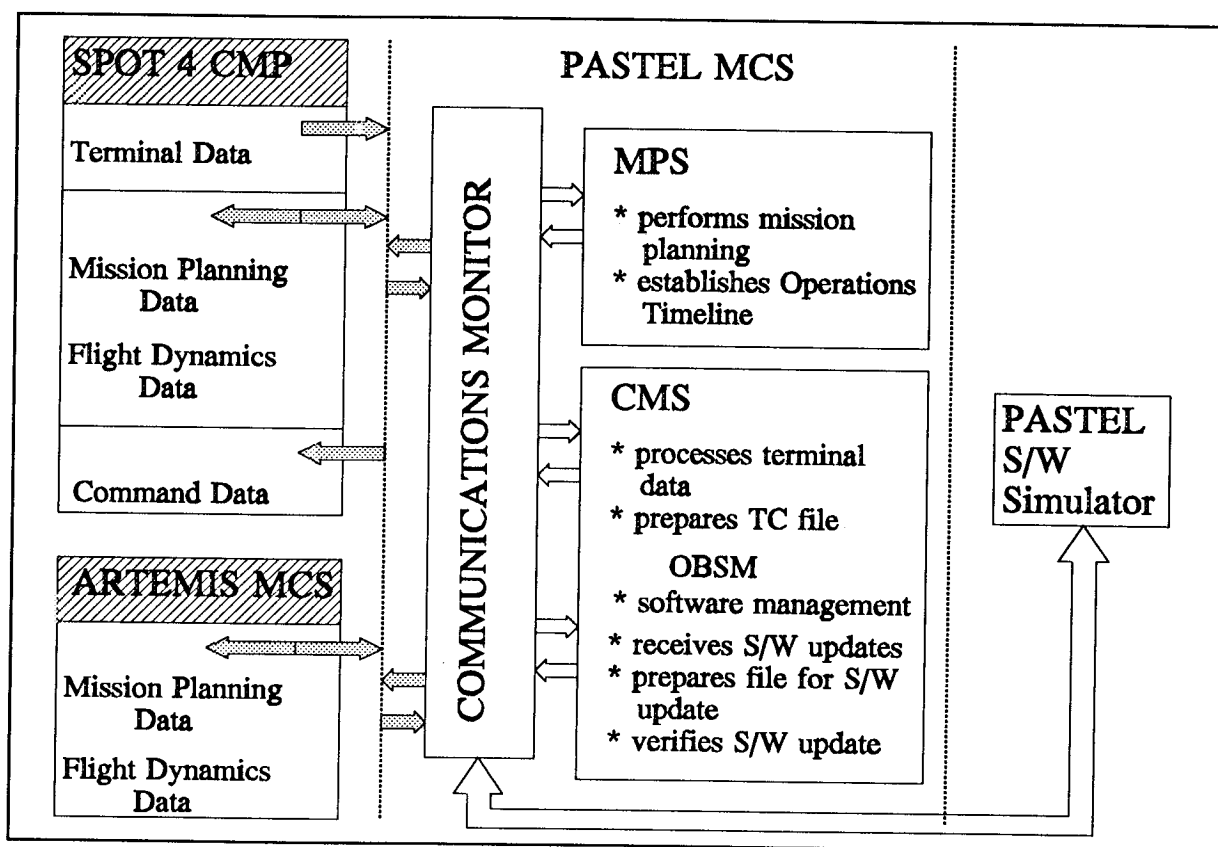 SPOT 4 CMP
Terminal Data
Mission Planning
Data
Flight Dynamics
Data
Command Data
ARTEMIS MCS
Mission Planning
Data
Flight Dynamics
Data
PASTEL MCS
COMMUNICATIONS MONITOR
MPS
* performs mission
planning
* establishes Operations
Timeline
CMS
* processes terminal
data
* prepares TC file
OBSM
* software management
* receives S/W updates
* prepares file for S/W
update
* verifies S/W update
PASTEL
S/W
Simulator